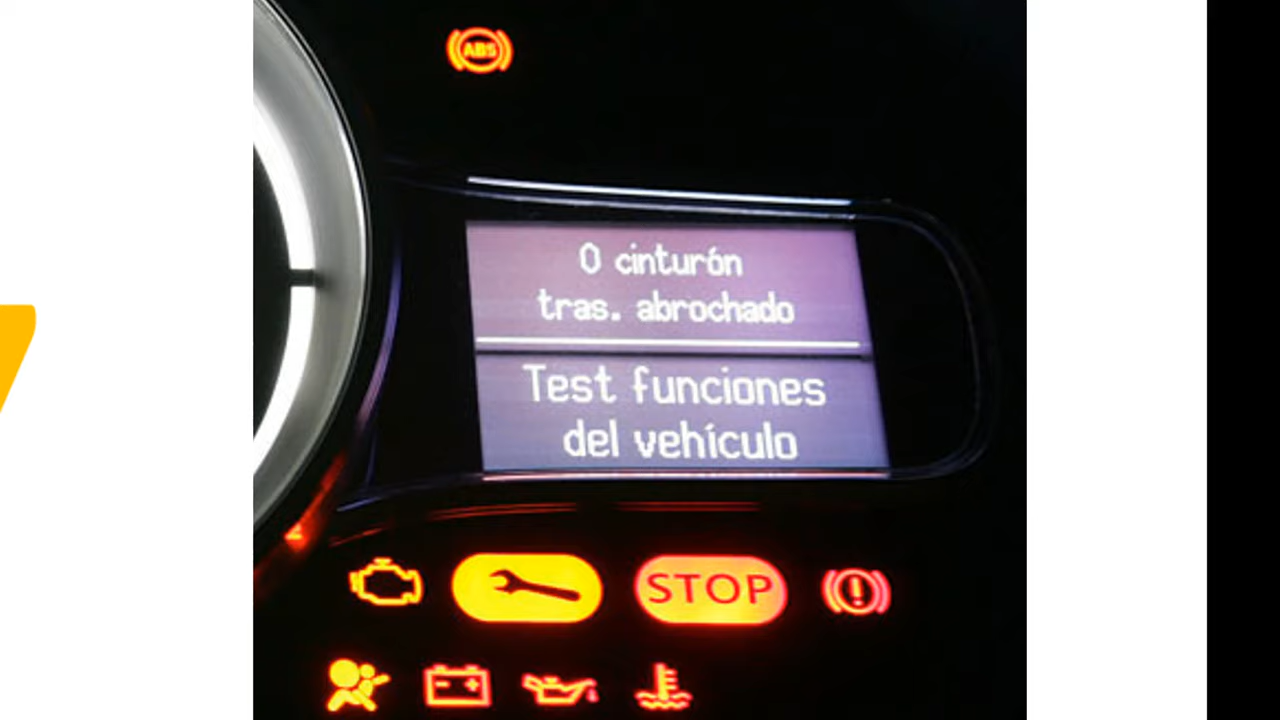 ABS
0 cinturón
tras. abrochado
Test funciones
del vehículo
STOP